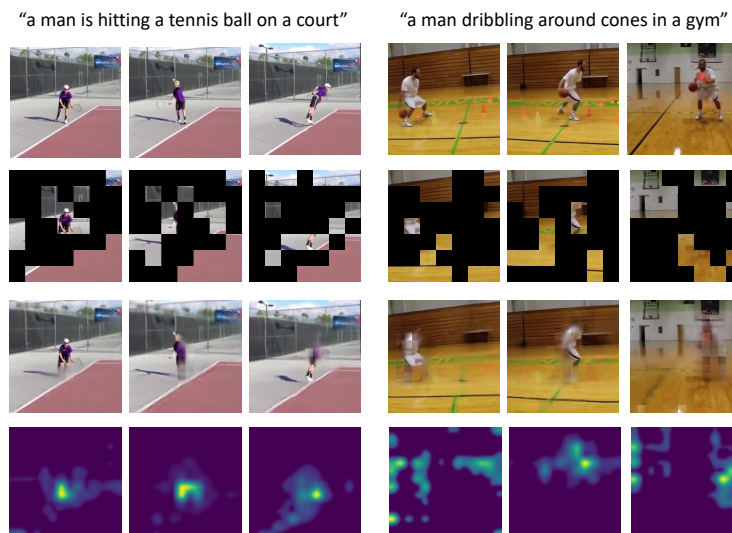 “a man is hitting a tennis ball on a court”
“a man dribbling around cones in a gym”